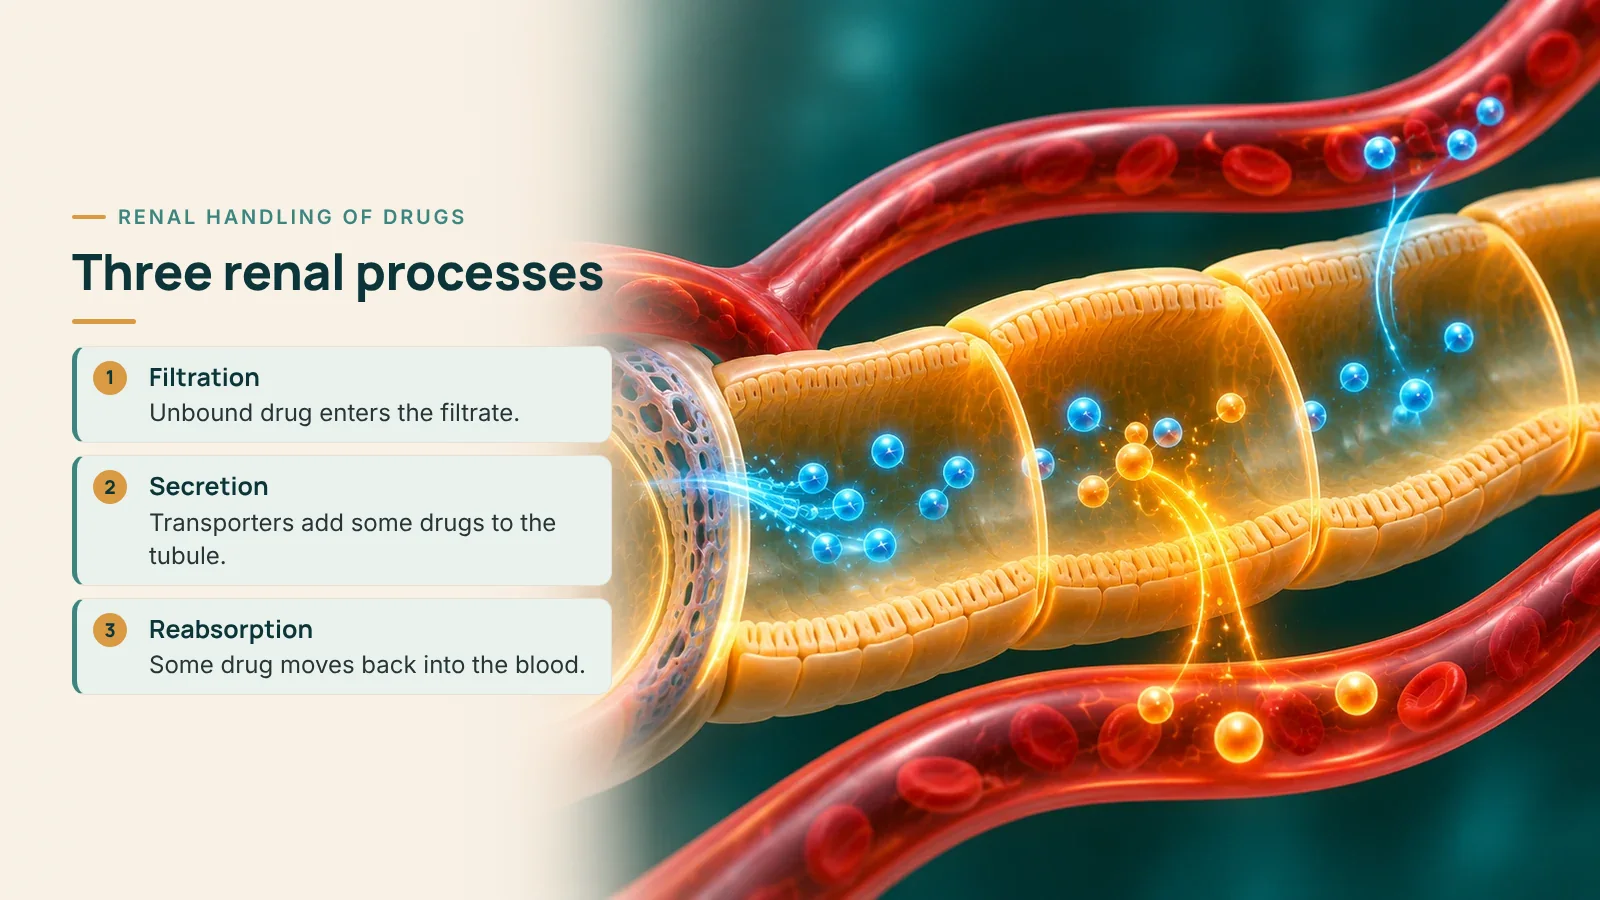 RENAL HANDLING OF DRUGS
Three renal processes
1
Filtration
Unbound drug enters the filtrate.
2
Secretion
Transporters add some drugs to the
tubule.
3
Reabsorption
Some drug moves back into the blood.